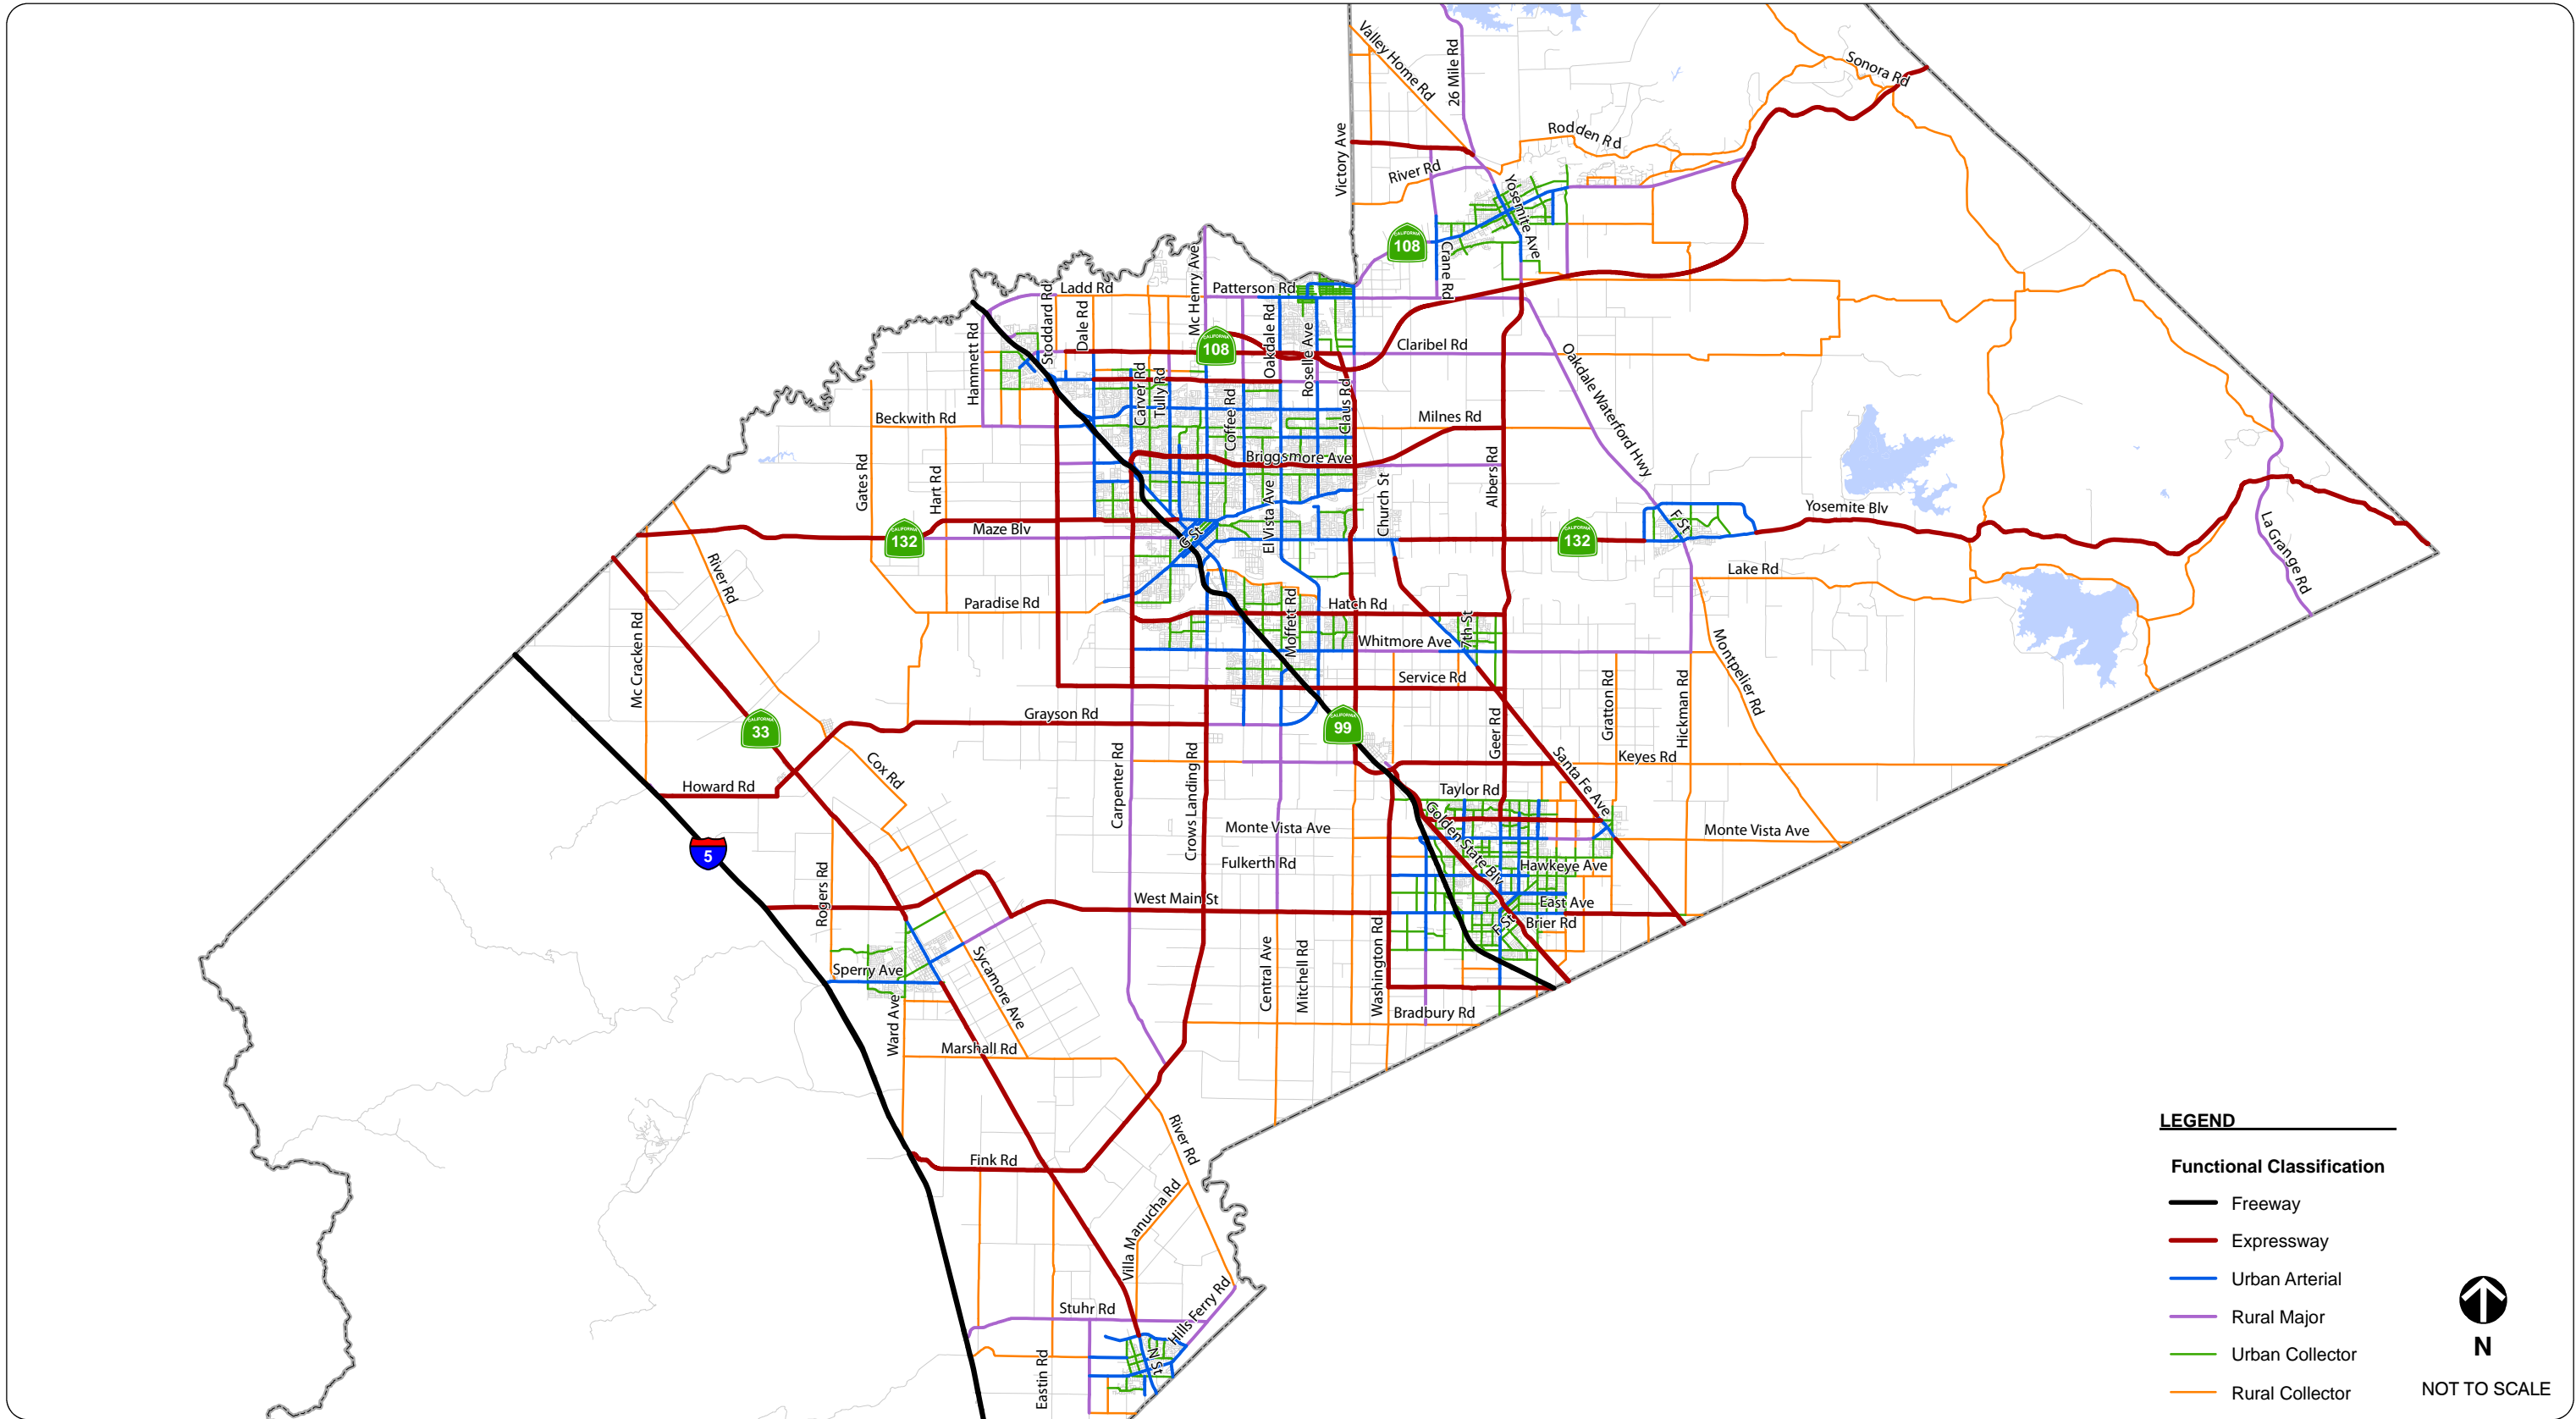 Valley Home Rd
26 Mile Rd
Sonora Rd
Victory Ave
Rodden Rd
River Rd
Yosemite Ave
CALIFORNIA
108
Crane Rd
Mc Henry Ave
Ladd Rd
Patterson Rd
Stoddard Rd
Dale Rd
Hammett Rd
CALIFORNIA
108
Oakdale Rd
Roselle Ave
Claribel Rd
Oakdale Waterford Hwy
Carver Rd
Tully Rd
Coffee Rd
Claus Rd
Beckwith Rd
Milnes Rd
Briggsmore Ave
Gates Rd
Hart Rd
El Vista Ave
Church St
Albers Rd
Yosemite Blv
F St
La Grange Rd
CALIFORNIA
132
Maze Blv
G St
CALIFORNIA
132
River Rd
Lake Rd
Paradise Rd
Moffett Rd
Hatch Rd
7th St
Whitmore Ave
Mc Cracken Rd
Montpelier Rd
Service Rd
Gratton Rd
Hickman Rd
CALIFORNIA
33
Grayson Rd
CALIFORNIA
99
Geer Rd
Cox Rd
Carpenter Rd
Crows Landing Rd
Santa Fe Ave
Keyes Rd
Howard Rd
Taylor Rd
Golden State Blv
Monte Vista Ave
Monte Vista Ave
5
Fulkerth Rd
Hawkeye Ave
Rogers Rd
West Main St
East Ave
F St
Brier Rd
Sperry Ave
Sycamore Ave
Central Ave
Mitchell Rd
Washington Rd
Ward Ave
Bradbury Rd
Marshall Rd
River Rd
Fink Rd
Villa Manucha Rd
Stuhr Rd
Hills Ferry Rd
N St
Eastin Rd
LEGEND
Functional Classification
Freeway
Expressway
Urban Arterial
Rural Major
Urban Collector
Rural Collector
N
NOT TO SCALE